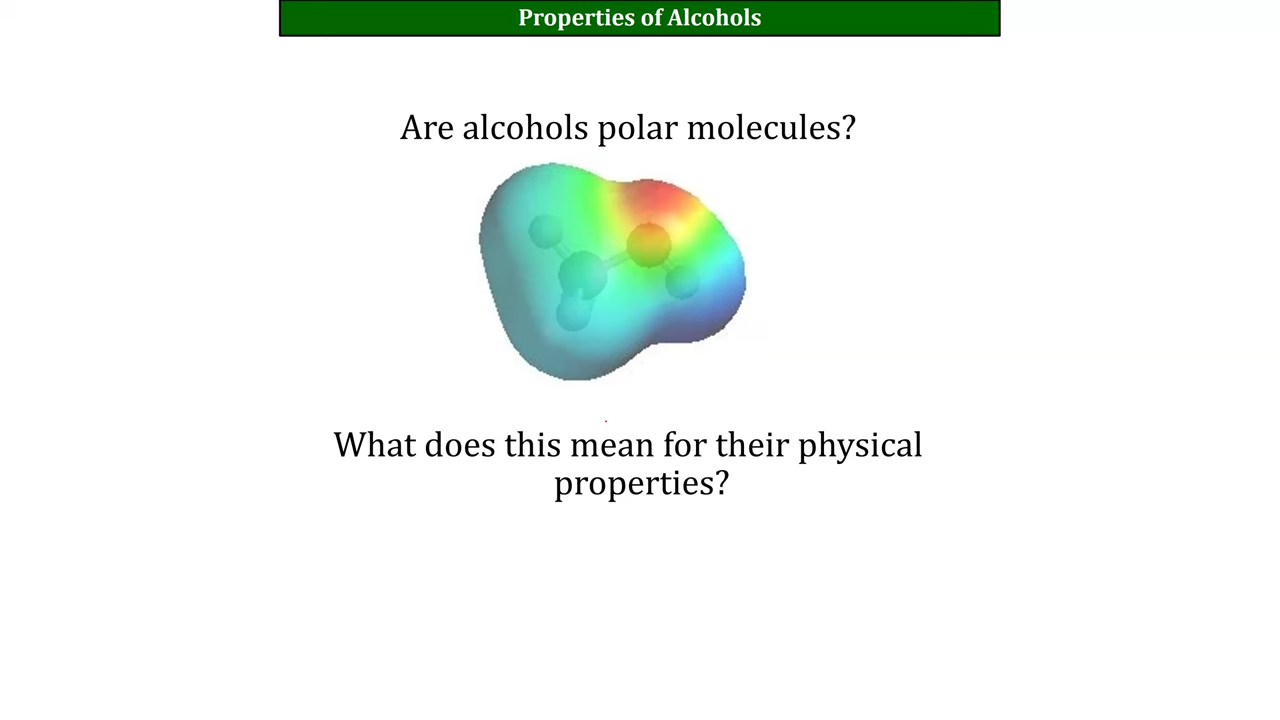 Properties of Alcohols
Are alcohols polar molecules?
What does this mean for their physical
properties?